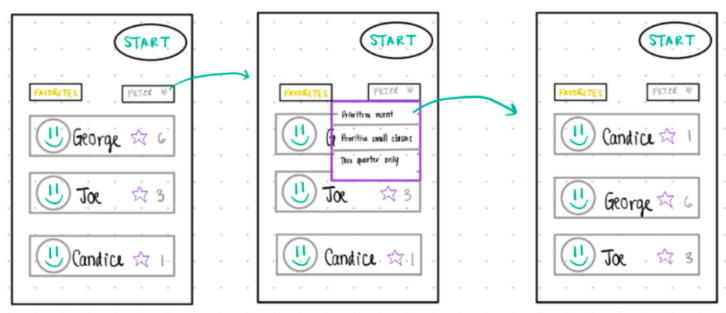 START
FAVORITES
FILTER
George 6
Joe 3
Candice 1
START
FAVORITES
FILTER
Prioritize recent
Prioritize small classes
This quarter only
G
Joe 3
Candice 1
START
FAVORITES
FILTER
Candice 1
George 6
Joe 3